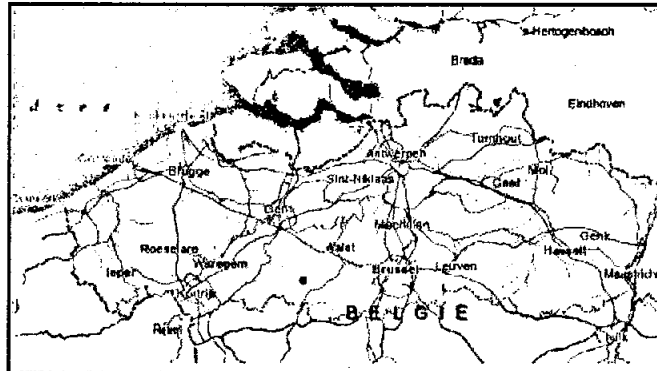 's-Hertogenbosch
Breda
Eindhoven
Turnhout
Antwerpen
Brugge
Mol
Sint-Niklaas
Geel
Gent
Mechelen
Genk
Roeselare
Aalst
Hasselt
Waregem
Ieper
Brussel
Leuven
Maastricht
Kortrijk
BELGIE
Luik